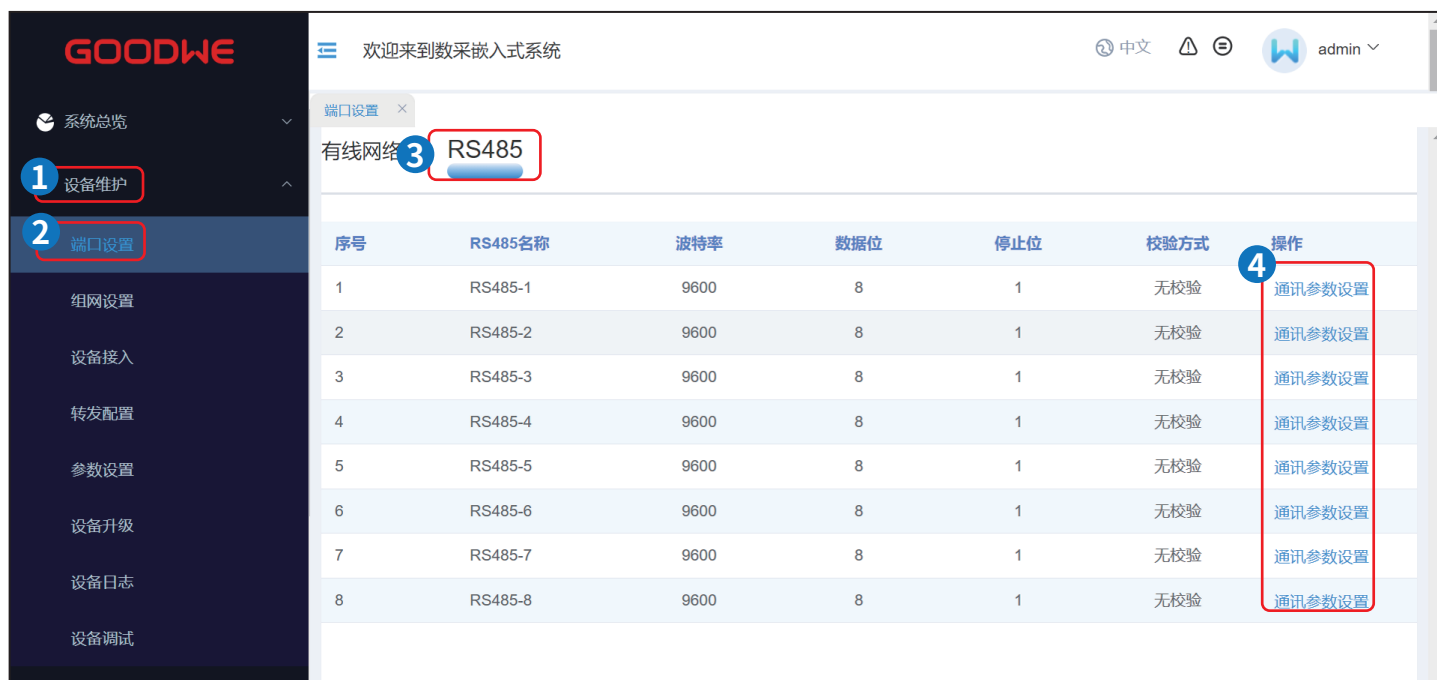 GOODWE
欢迎来到数采嵌入式系统
中文
admin
系统总览
1 设备维护
2 端口设置
组网设置
设备接入
转发配置
参数设置
设备升级
设备日志
设备调试
端口设置 ×
有线网络 3 RS485
序号 RS485名称 波特率 数据位 停止位 校验方式 操作
4
1 RS485-1 9600 8 1 无校验 通讯参数设置
2 RS485-2 9600 8 1 无校验 通讯参数设置
3 RS485-3 9600 8 1 无校验 通讯参数设置
4 RS485-4 9600 8 1 无校验 通讯参数设置
5 RS485-5 9600 8 1 无校验 通讯参数设置
6 RS485-6 9600 8 1 无校验 通讯参数设置
7 RS485-7 9600 8 1 无校验 通讯参数设置
8 RS485-8 9600 8 1 无校验 通讯参数设置